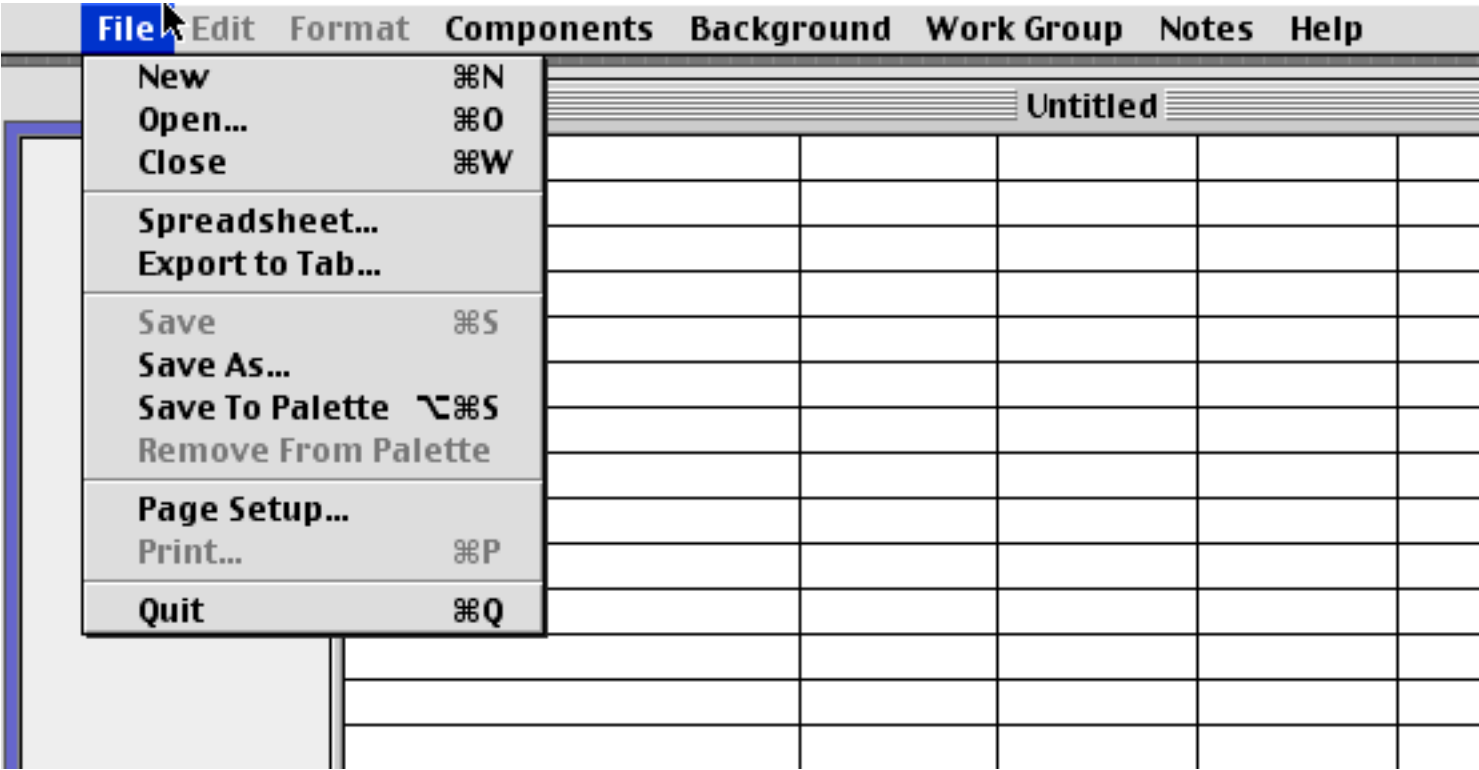 File Edit Format Components Background Work Group Notes Help
Untitled
New ⌘N
Open... ⌘O
Close ⌘W
Spreadsheet...
Export to Tab...
Save ⌘S
Save As...
Save To Palette ⌥⌘S
Remove From Palette
Page Setup...
Print... ⌘P
Quit ⌘Q